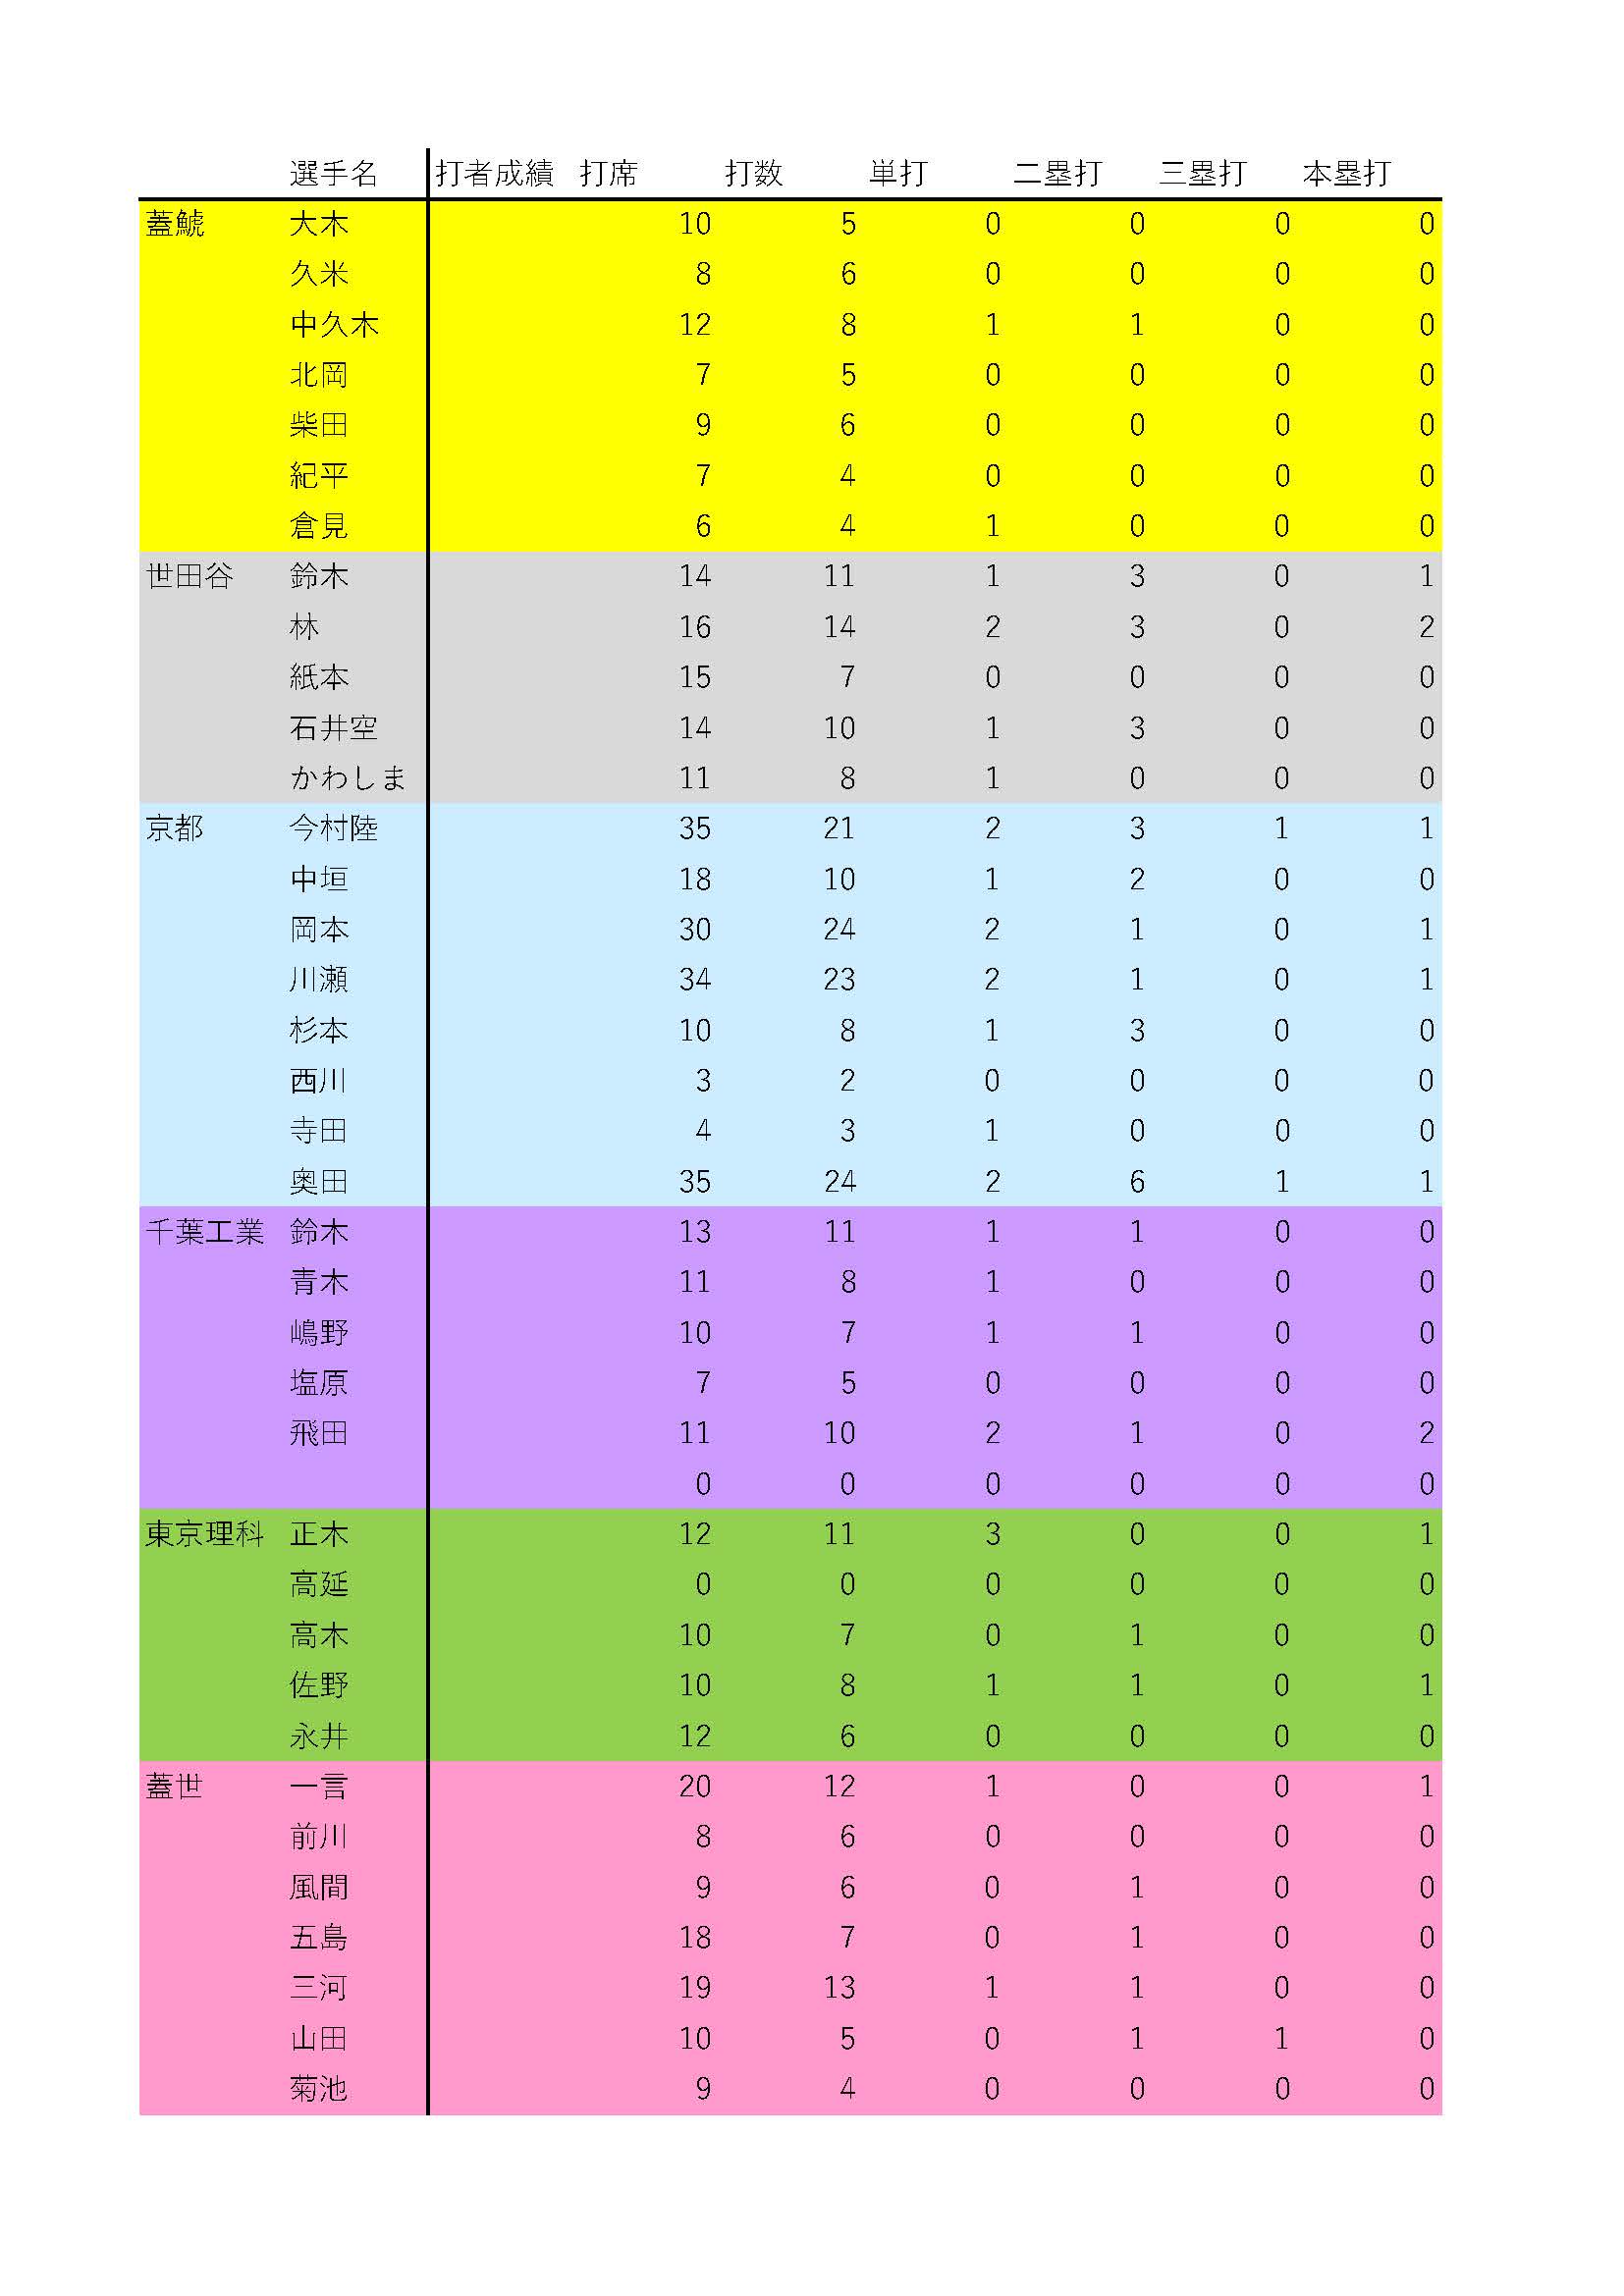 選手名 打者成績 打席 打数 単打 二塁打 三塁打 本塁打
蓋鯱 大木 10 5 0 0 0 0
久米 8 6 0 0 0 0
中久木 12 8 1 1 0 0
北岡 7 5 0 0 0 0
柴田 9 6 0 0 0 0
紀平 7 4 0 0 0 0
倉見 6 4 1 0 0 0
世田谷 鈴木 14 11 1 3 0 1
林 16 14 2 3 0 2
紙本 15 7 0 0 0 0
石井空 14 10 1 3 0 0
かわしま 11 8 1 0 0 0
京都 今村陸 35 21 2 3 1 1
中垣 18 10 1 2 0 0
岡本 30 24 2 1 0 1
川瀬 34 23 2 1 0 1
杉本 10 8 1 3 0 0
西川 3 2 0 0 0 0
寺田 4 3 1 0 0 0
奥田 35 24 2 6 1 1
千葉工業 鈴木 13 11 1 1 0 0
青木 11 8 1 0 0 0
嶋野 10 7 1 1 0 0
塩原 7 5 0 0 0 0
飛田 11 10 2 1 0 2
0 0 0 0 0 0
東京理科 正木 12 11 3 0 0 1
高延 0 0 0 0 0 0
高木 10 7 0 1 0 0
佐野 10 8 1 1 0 1
永井 12 6 0 0 0 0
蓋世 一言 20 12 1 0 0 1
前川 8 6 0 0 0 0
風間 9 6 0 1 0 0
五島 18 7 0 1 0 0
三河 19 13 1 1 0 0
山田 10 5 0 1 1 0
菊池 9 4 0 0 0 0